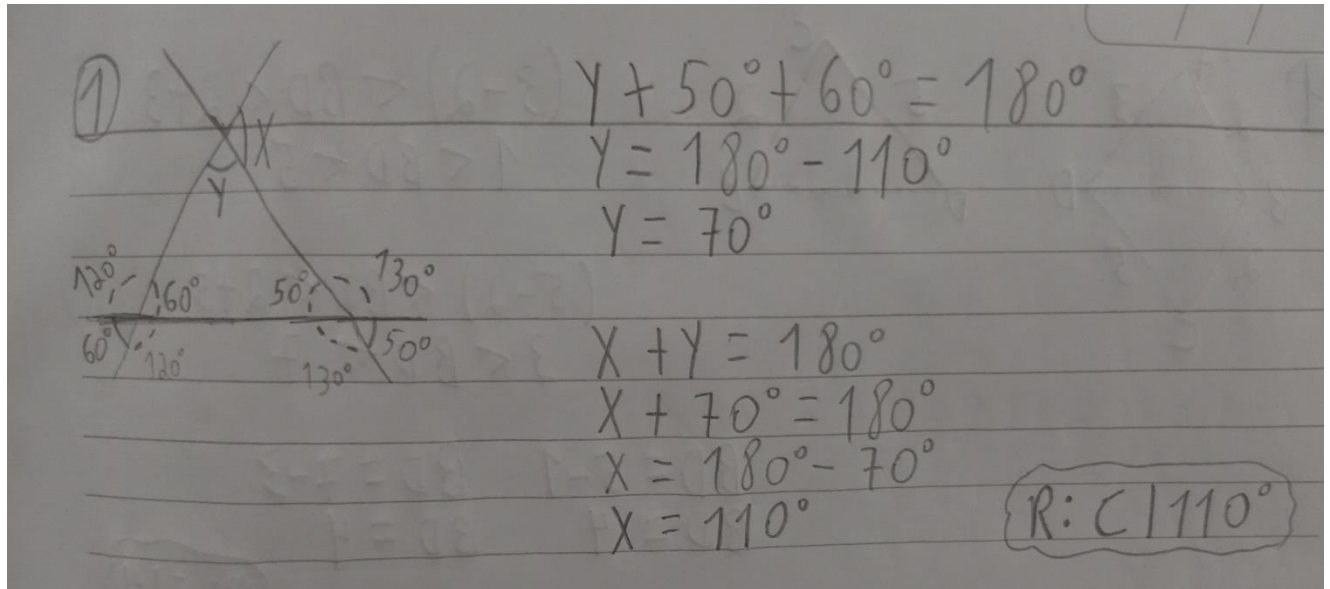 1
Y + 50° + 60° = 180°
Y = 180° - 110°
Y = 70°
X
Y
120° 60° 50° 130°
60° 120° 130° 50°
X + Y = 180°
X + 70° = 180°
X = 180° - 70°
X = 110°
R: C | 110°